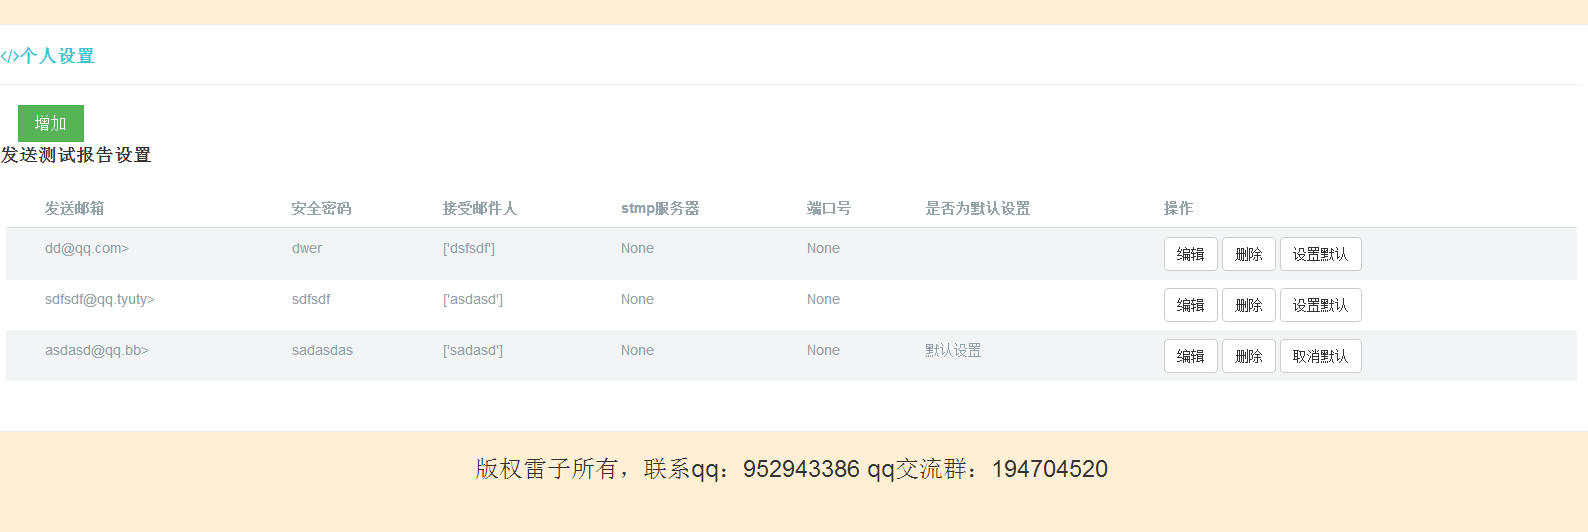 </>个人设置
增加
发送测试报告设置
发送邮箱 安全密码 接受邮件人 stmp服务器 端口号 是否为默认设置 操作
dd@qq.com> dwer ['dsfsdf'] None None 编辑 删除 设置默认
sdfsdf@qq.tyuty> sdfsdf ['asdasd'] None None 编辑 删除 设置默认
asdasd@qq.bb> sadasdas ['sadasd'] None None 默认设置 编辑 删除 取消默认
版权雷子所有，联系qq：952943386 qq交流群：194704520